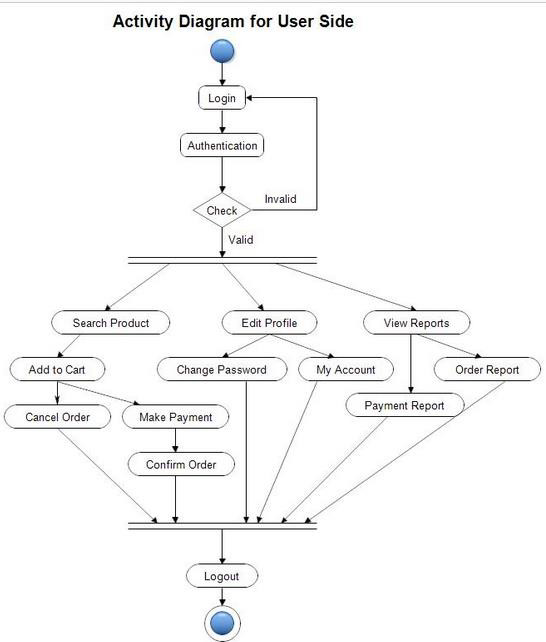 Activity Diagram for User Side
Login
Authentication
Check
Invalid
Valid
Search Product
Edit Profile
View Reports
Add to Cart
Change Password
My Account
Order Report
Cancel Order
Make Payment
Payment Report
Confirm Order
Logout